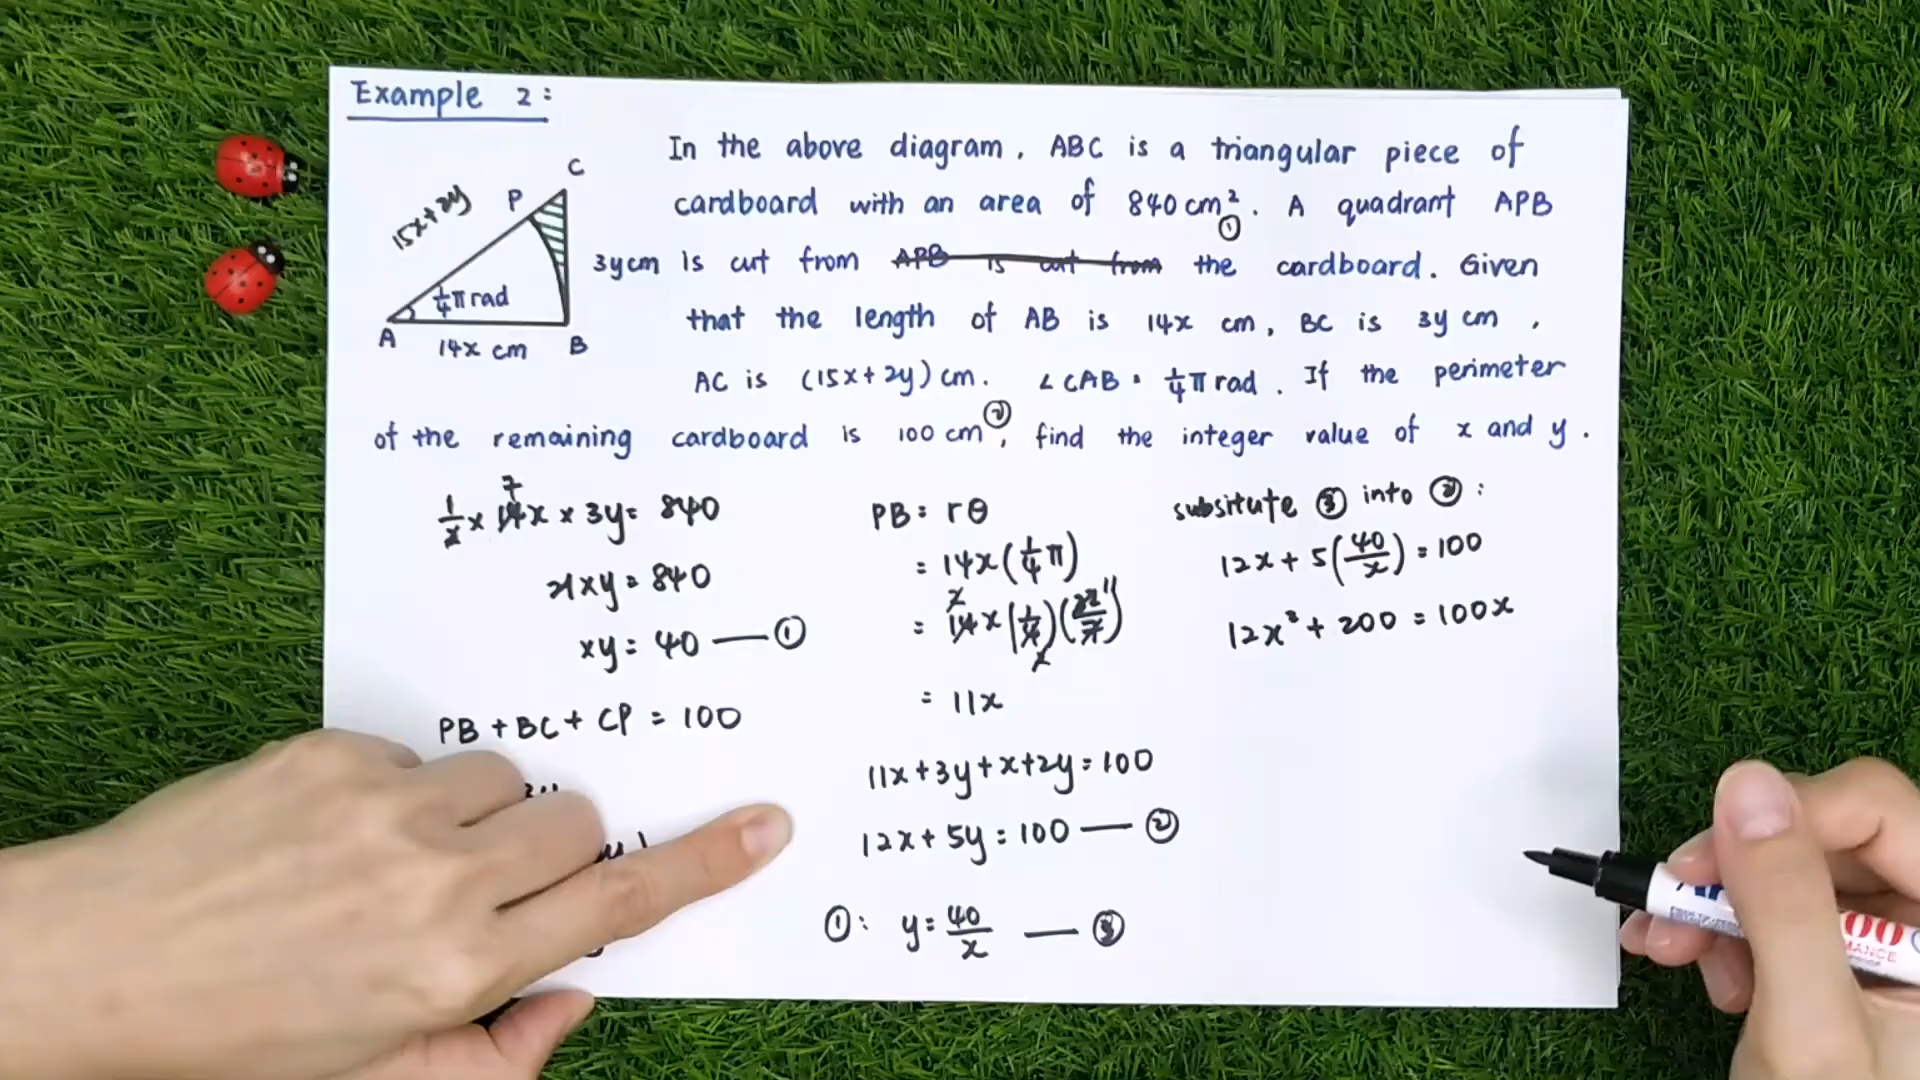 Example 2:
C
P
15x+2y
3ycm
¼π rad
A
14x cm
B
In the above diagram, ABC is a triangular piece of
cardboard with an area of 840 cm². A quadrant APB
①
is cut from APB is cut from the cardboard. Given
that the length of AB is 14x cm, BC is 3y cm,
AC is (15x+2y) cm. ∠CAB = ¼π rad. If the perimeter
②
of the remaining cardboard is 100 cm, find the integer value of x and y.
7
1/2 × 14x × 3y = 840
21xy = 840
xy = 40 — ①
PB + BC + CP = 100
PB = rθ
= 14x(¼π)
2 11
= 14x(1/4)(22/7)
2
= 11x
11x+3y+x+2y=100
12x+5y=100 — ②
①: y=40/x — ③
subsitute ③ into ②:
12x+5(40/x)=100
12x²+200=100x